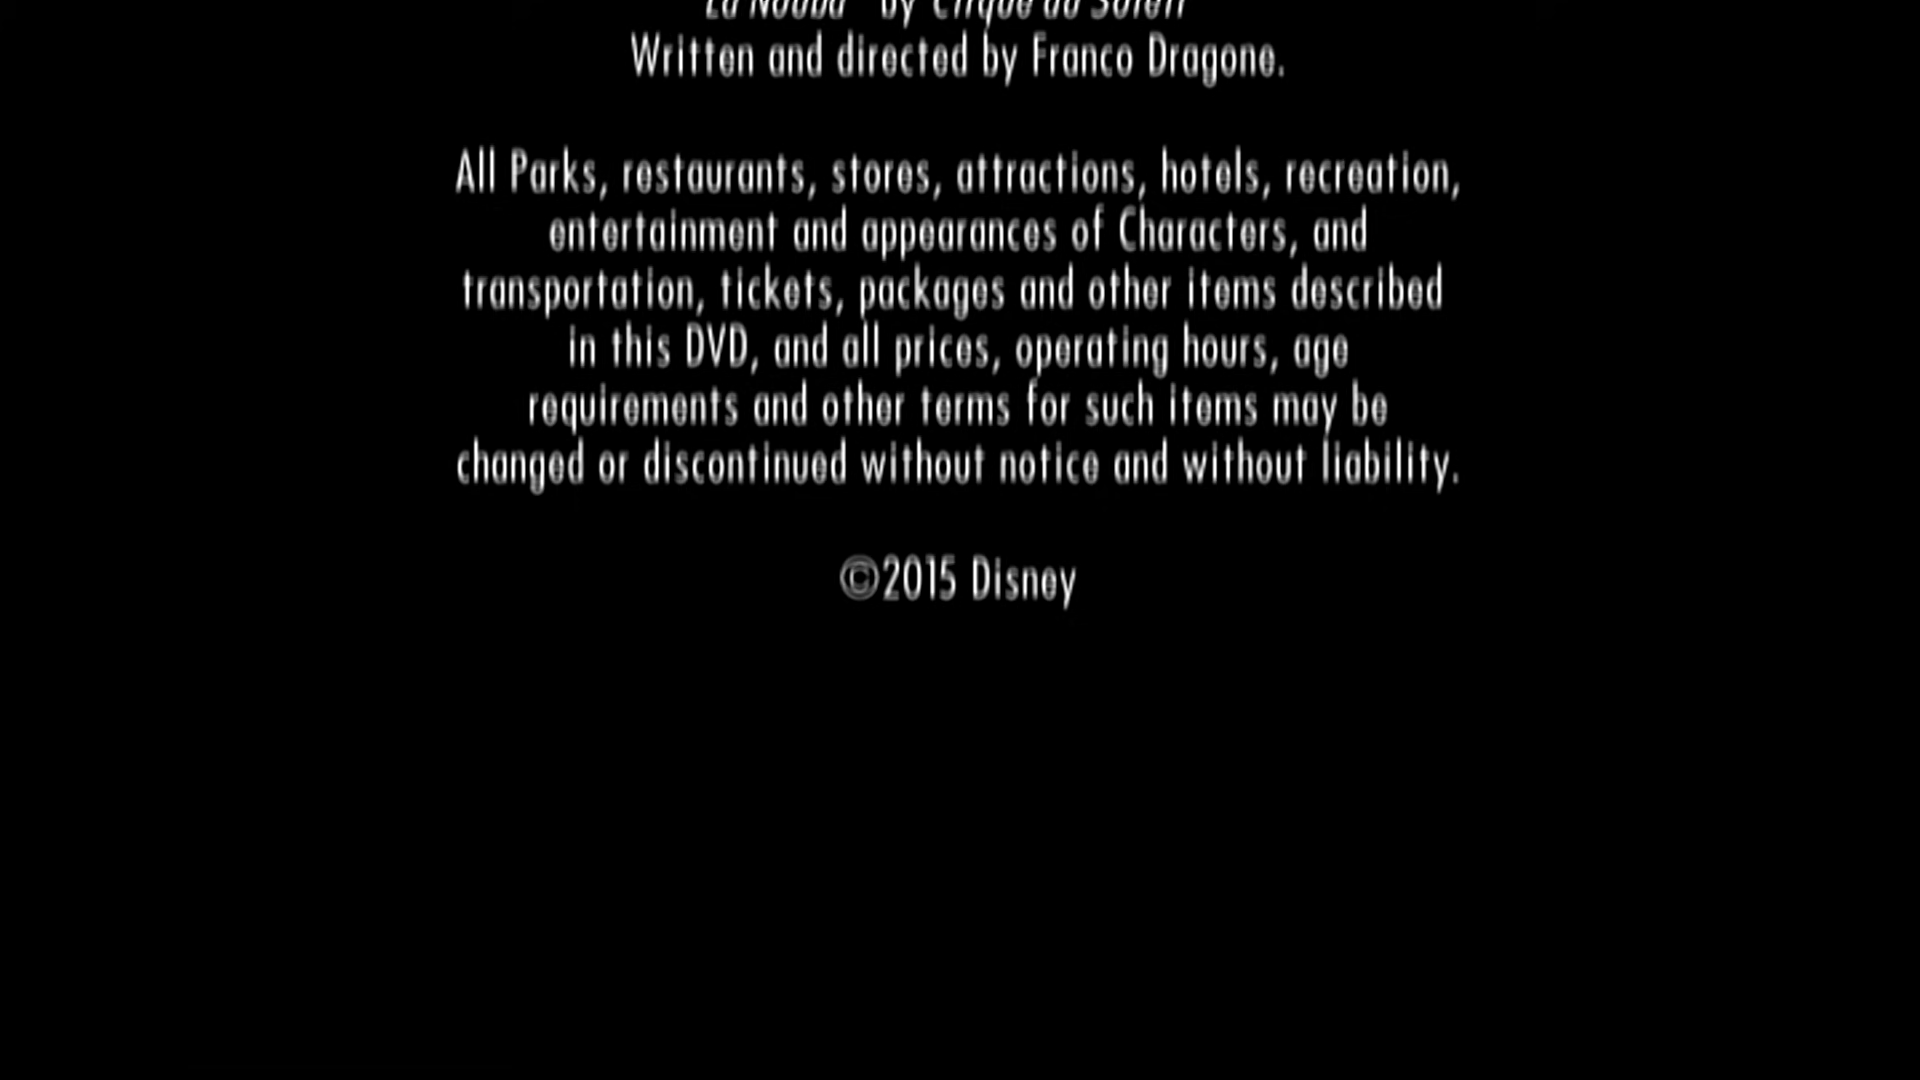 La Nouba by Cirque du Soleil
Written and directed by Franco Dragone.
All Parks, restaurants, stores, attractions, hotels, recreation,
entertainment and appearances of Characters, and
transportation, tickets, packages and other items described
in this DVD, and all prices, operating hours, age
requirements and other terms for such items may be
changed or discontinued without notice and without liability.
©2015 Disney